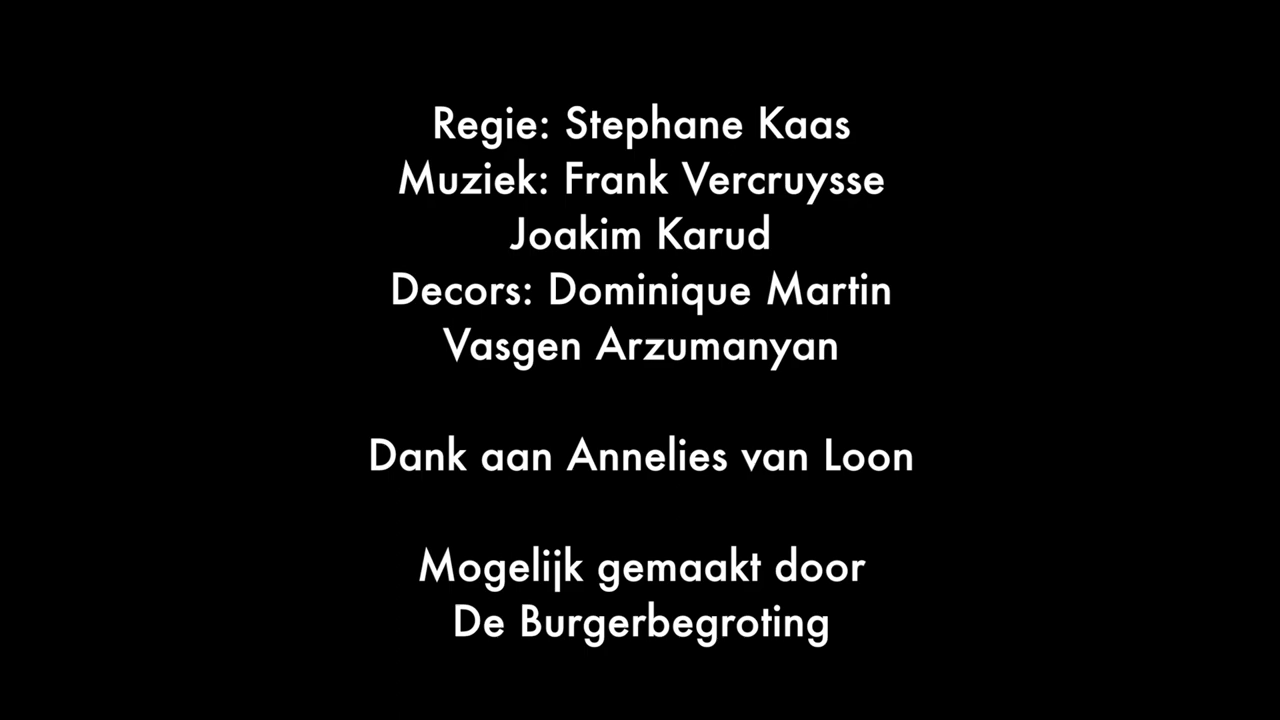 Regie: Stephane Kaas
Muziek: Frank Vercruysse
Joakim Karud
Decors: Dominique Martin
Vasgen Arzumanyan
Dank aan Annelies van Loon
Mogelijk gemaakt door
De Burgerbegroting